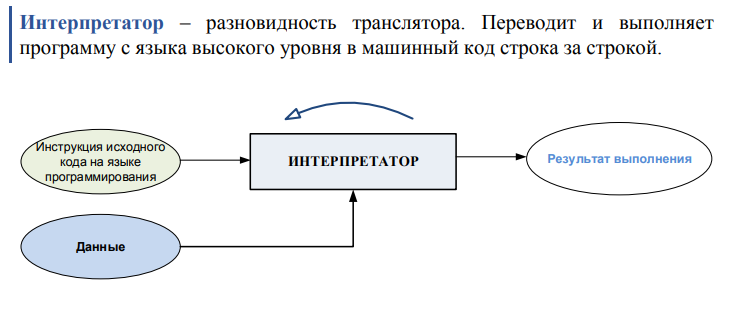 Интерпретатор – разновидность транслятора. Переводит и выполняет
программу с языка высокого уровня в машинный код строка за строкой.
Инструкция исходного
кода на языке
программирования
ИНТЕРПРЕТАТОР
Результат выполнения
Данные